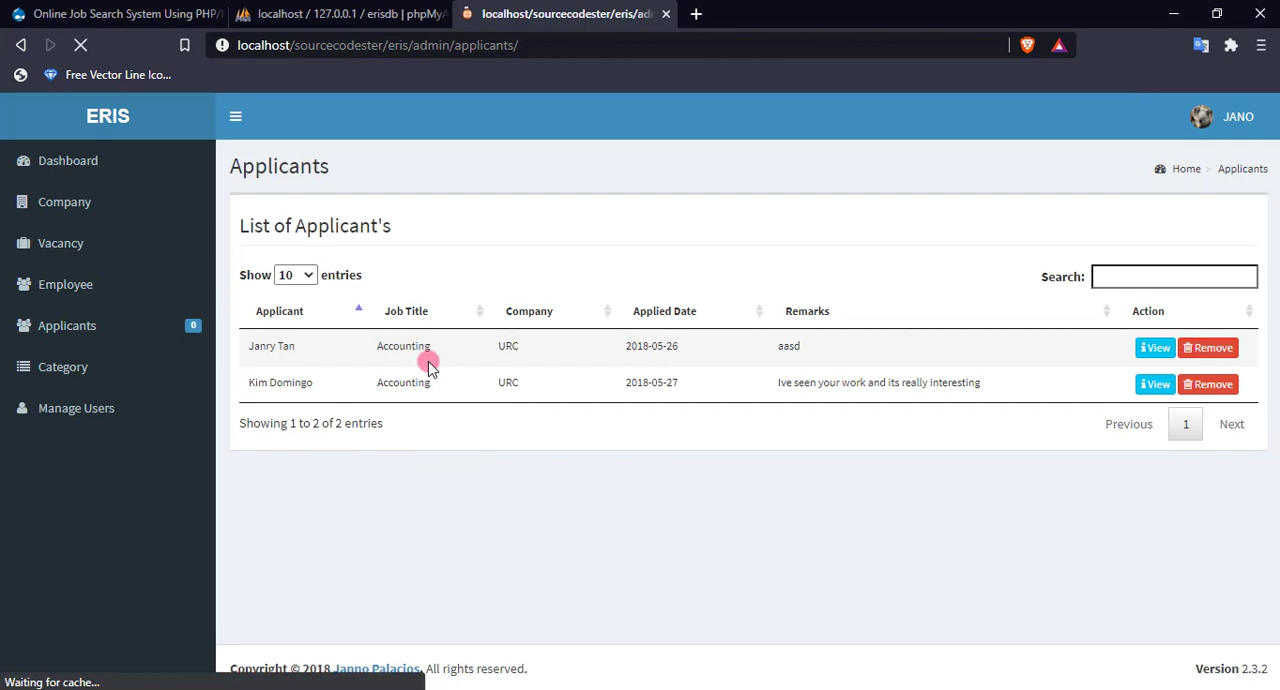 Online Job Search System Using PHP/
localhost / 127.0.0.1 / erisdb | phpMyA
localhost/sourcecodester/eris/adm
localhost/sourcecodester/eris/admin/applicants/
Free Vector Line Ico...
ERIS
JANO
Dashboard
Company
Vacancy
Employee
Applicants 0
Category
Manage Users
Applicants
Home > Applicants
List of Applicant's
Show 10 entries
Search:
Applicant Job Title Company Applied Date Remarks Action
Janry Tan Accounting URC 2018-05-26 aasd View Remove
Kim Domingo Accounting URC 2018-05-27 Ive seen your work and its really interesting View Remove
Showing 1 to 2 of 2 entries
Previous 1 Next
Copyright © 2018 Janno Palacios. All rights reserved.
Version 2.3.2
Waiting for cache...